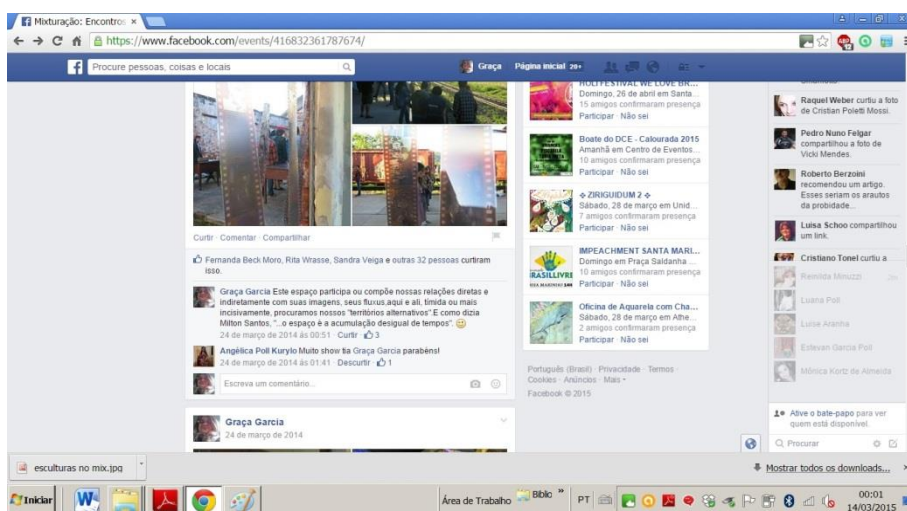 Mixturação: Encontros
https://www.facebook.com/events/416832361787674/
Procure pessoas, coisas e locais
Graça
Página inicial 20+
Curtir · Comentar · Compartilhar
Fernanda Beck Moro, Rita Wrasse, Sandra Veiga e outras 32 pessoas curtiram
isso.
Graça Garcia Este espaço participa ou compõe nossas relações diretas e
indiretamente com suas imagens, seus fluxus,aqui e ali, tímida ou mais
incisivamente, procuramos nosso "territórios alternativos".E como dizia
Milton Santos, "...o espaço é a acumulação desigual de tempos".
24 de março de 2014 às 00:51 · Curtir · 3
Angélica Poll Kurylo Muito show tia Graça Garcia parabéns!
24 de março de 2014 às 01:41 · Descurtir · 1
Escreva um comentário...
Graça Garcia
24 de março de 2014
HOLI FESTIVAL WE LOVE BR...
Domingo, 26 de abril em Santa...
15 amigos confirmaram presença
Participar · Não sei
Boate do DCE - Calourada 2015
Amanhã em Centro de Eventos...
10 amigos confirmaram presença
Participar · Não sei
ZIRIGUIDUM 2
Sábado, 28 de março em Unid...
7 amigos confirmaram presença
Participar · Não sei
IMPEACHMENT SANTA MARI...
Domingo em Praça Saldanha ...
10 amigos confirmaram presença
Participar · Não sei
Oficina de Aquarela com Cha...
Sábado, 28 de março em Athe...
2 amigos confirmaram presença
Participar · Não sei
Português (Brasil) · Privacidade · Termos ·
Cookies · Anúncios · Mais
Facebook © 2015
Raquel Weber curtiu a foto
de Cristian Poletti Mossi.
Pedro Nuno Felgar
compartilhou a foto de
Vicki Mendes.
Roberto Berzoini
recomendou um artigo.
Esses seriam os arautos
da probidade...
Luisa Schoo compartilhou
um link.
Cristiano Tonel curtiu a
Reinilda Minuzzi
Luana Poll
Luise Aranha
Estevan Garcia Poll
Mônica Kortz de Almeida
Ative o bate-papo para ver
quem está disponível.
Procurar
esculturas no mix.jpg
Mostrar todos os downloads...
Iniciar
Área de Trabalho
Biblio
PT
00:01
14/03/2015